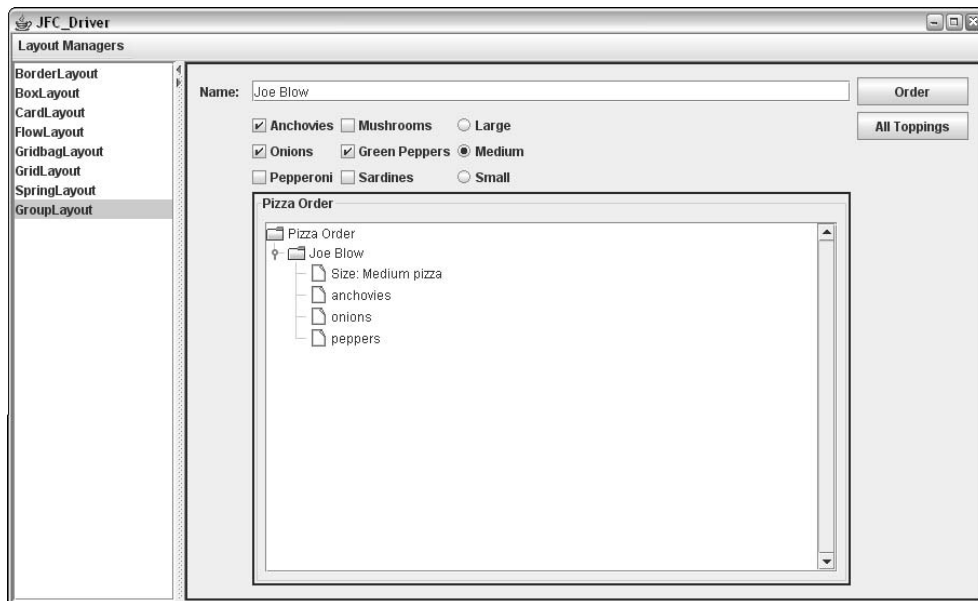 JFC_Driver
Layout Managers
BorderLayout
BoxLayout
CardLayout
FlowLayout
GridbagLayout
GridLayout
SpringLayout
GroupLayout
Name: Joe Blow Order
All Toppings
Anchovies Mushrooms Large
Onions Green Peppers Medium
Pepperoni Sardines Small
Pizza Order
Pizza Order
Joe Blow
Size: Medium pizza
anchovies
onions
peppers